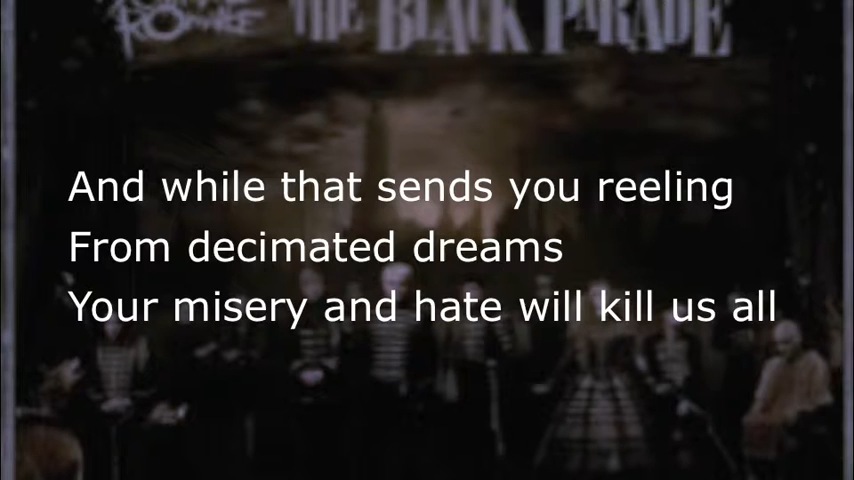 ROMANCE THE BLACK PARADE
And while that sends you reeling
From decimated dreams
Your misery and hate will kill us all